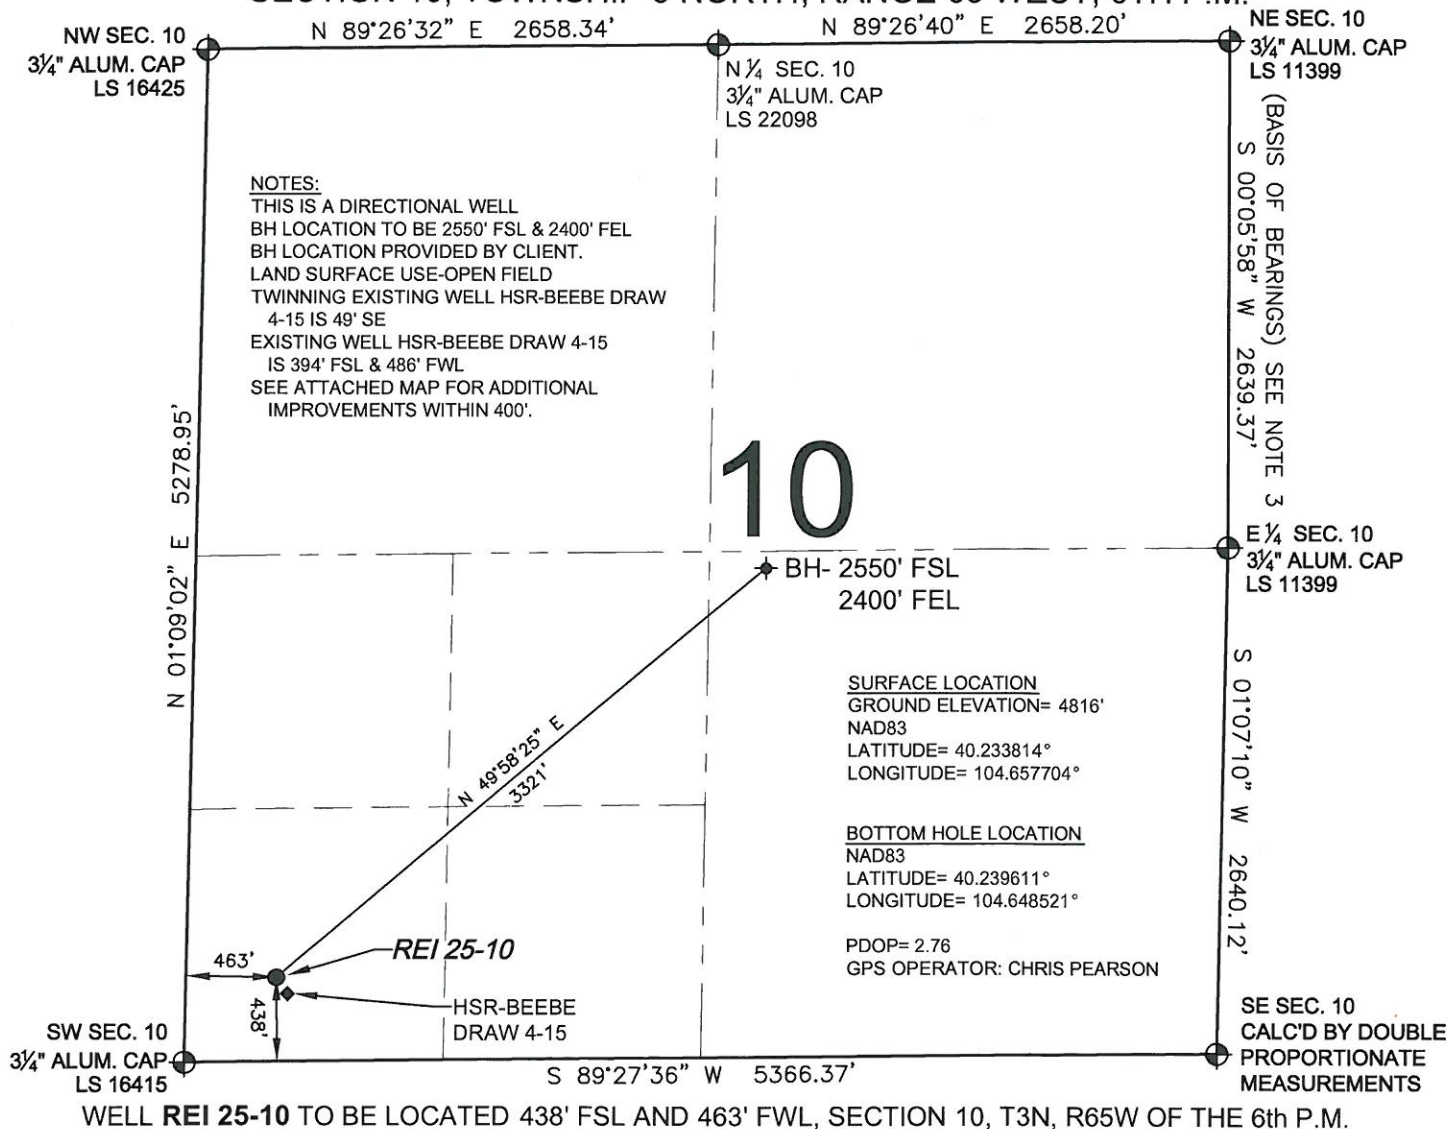 N 89°26'32" E 2658.34'
N 89°26'40" E 2658.20'
NW SEC. 10
3¼" ALUM. CAP
LS 16425
N ¼ SEC. 10
3¼" ALUM. CAP
LS 22098
NE SEC. 10
3¼" ALUM. CAP
LS 11399
(BASIS OF BEARINGS) SEE NOTE 3
S 00°05'58" W 2639.37'
NOTES:
THIS IS A DIRECTIONAL WELL
BH LOCATION TO BE 2550' FSL & 2400' FEL
BH LOCATION PROVIDED BY CLIENT.
LAND SURFACE USE-OPEN FIELD
TWINNING EXISTING WELL HSR-BEEBE DRAW
4-15 IS 49' SE
EXISTING WELL HSR-BEEBE DRAW 4-15
IS 394' FSL & 486' FWL
SEE ATTACHED MAP FOR ADDITIONAL
IMPROVEMENTS WITHIN 400'.
N 01°09'02" E 5278.95'
10
E ¼ SEC. 10
3¼" ALUM. CAP
LS 11399
BH- 2550' FSL
2400' FEL
S 01°07'10" W 2640.12'
N 49°58'25" E
3321'
SURFACE LOCATION
GROUND ELEVATION= 4816'
NAD83
LATITUDE= 40.233814°
LONGITUDE= 104.657704°
BOTTOM HOLE LOCATION
NAD83
LATITUDE= 40.239611°
LONGITUDE= 104.648521°
PDOP= 2.76
GPS OPERATOR: CHRIS PEARSON
463'
REI 25-10
438'
HSR-BEEBE
DRAW 4-15
SW SEC. 10
3¼" ALUM. CAP
LS 16415
S 89°27'36" W 5366.37'
SE SEC. 10
CALC'D BY DOUBLE
PROPORTIONATE
MEASUREMENTS
WELL REI 25-10 TO BE LOCATED 438' FSL AND 463' FWL, SECTION 10, T3N, R65W OF THE 6th P.M.